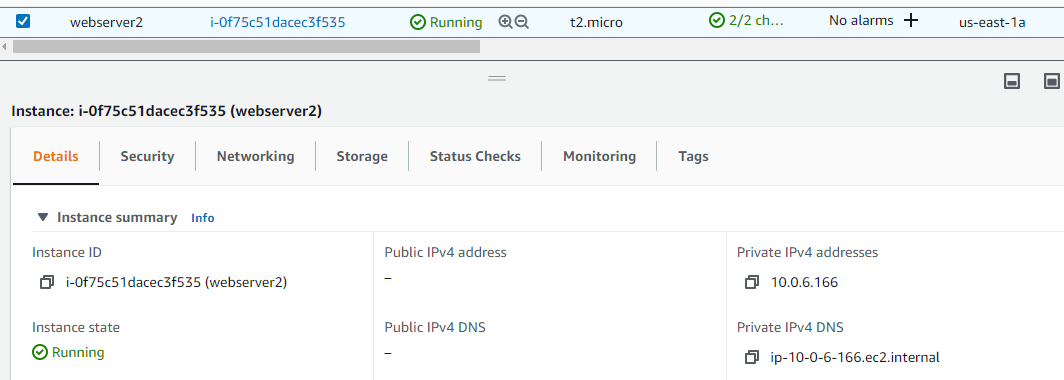 webserver2 i-0f75c51dacec3f535 Running t2.micro 2/2 ch... No alarms + us-east-1a
Instance: i-0f75c51dacec3f535 (webserver2)
Details Security Networking Storage Status Checks Monitoring Tags
Instance summary Info
Instance ID Public IPv4 address Private IPv4 addresses
i-0f75c51dacec3f535 (webserver2) – 10.0.6.166
Instance state Public IPv4 DNS Private IPv4 DNS
Running – ip-10-0-6-166.ec2.internal